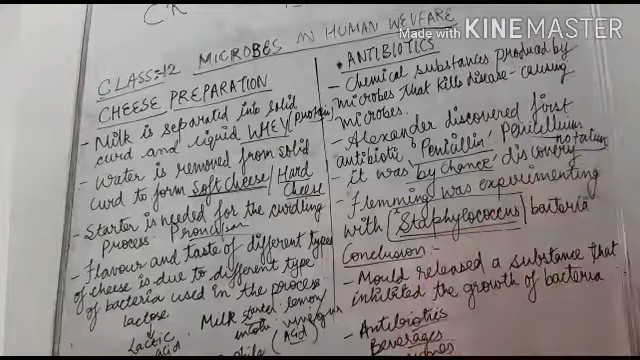 Made with KINEMASTER
CLASS-12 MICROBES IN HUMAN WELFARE
CHEESE PREPARATION
- Milk is separated into solid
curd and liquid WHEY (protein)
- Water is removed from solid
curd to form Soft Cheese / Hard
Cheese
- Starter is needed for the curdling
process.
- Flavour and taste of different types
of cheese is due to different type
of bacteria used in the process
lactose
Lactic
acid
Milk lemon
vinegar
(Acid)
• ANTIBIOTICS
- Chemical substances produced by
microbes that kills disease-causing
microbes.
- Alexander discovered first
antibiotic 'Penicillin' Penicillium
notatum
- it was 'by chance' discovery
- Flemming was experimenting
with Staphylococcus bacteria
Conclusion:-
- Mould released a substance that
inhibited the growth of bacteria
- Antibiotics
Beverages